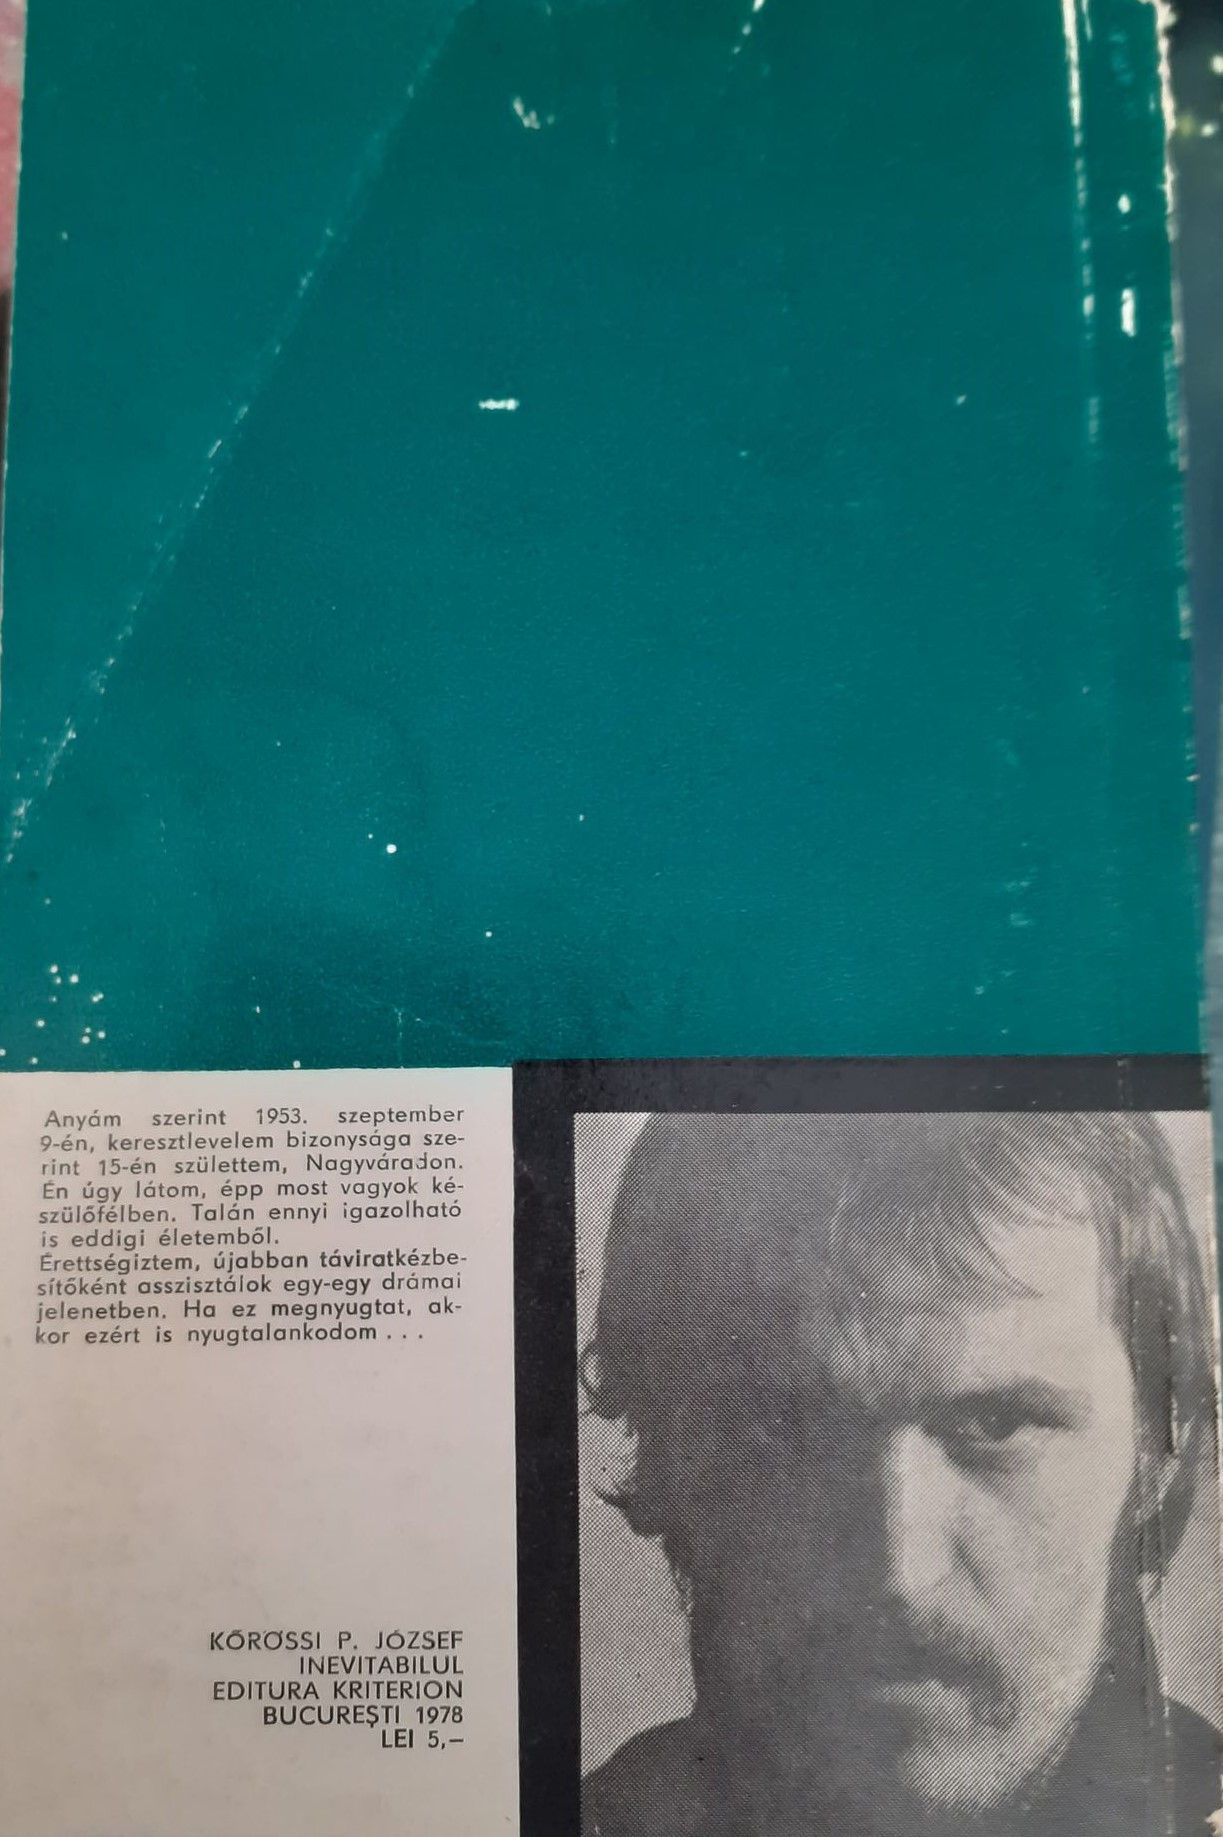 Anyám szerint 1953. szeptember
9-én, keresztlevelem bizonysága sze-
rint 15-én születtem, Nagyváradon.
Én úgy látom, épp most vagyok ké-
szülőfélben. Talán ennyi igazolható
is eddigi életemből.
Érettségiztem, újabban táviratkézbe-
sítőként asszisztálok egy-egy drámai
jelenetben. Ha ez megnyugtat, ak-
kor ezért is nyugtalankodom . . .
KŐRÖSSI P. JÓZSEF
INEVITABILUL
EDITURA KRITERION
BUCUREȘTI 1978
LEI 5,—